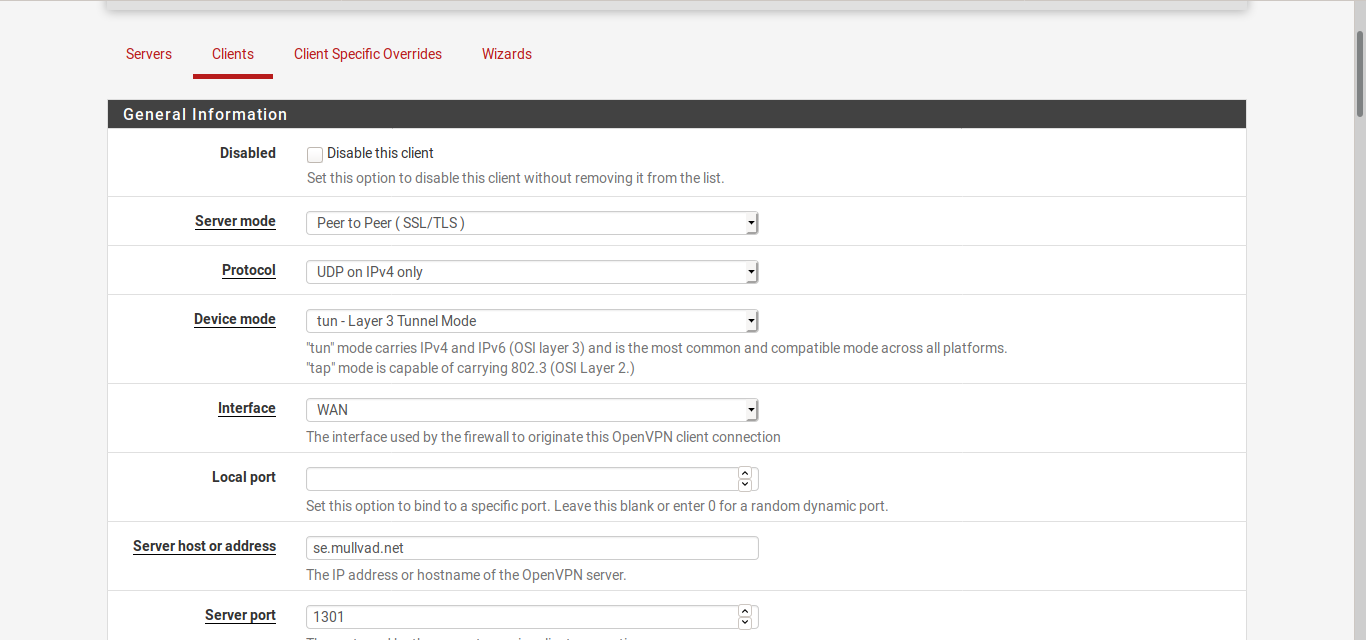 Servers Clients Client Specific Overrides Wizards
General Information
Disabled Disable this client
Set this option to disable this client without removing it from the list.
Server mode Peer to Peer ( SSL/TLS )
Protocol UDP on IPv4 only
Device mode tun - Layer 3 Tunnel Mode
"tun" mode carries IPv4 and IPv6 (OSI layer 3) and is the most common and compatible mode across all platforms.
"tap" mode is capable of carrying 802.3 (OSI Layer 2.)
Interface WAN
The interface used by the firewall to originate this OpenVPN client connection
Local port
Set this option to bind to a specific port. Leave this blank or enter 0 for a random dynamic port.
Server host or address se.mullvad.net
The IP address or hostname of the OpenVPN server.
Server port 1301